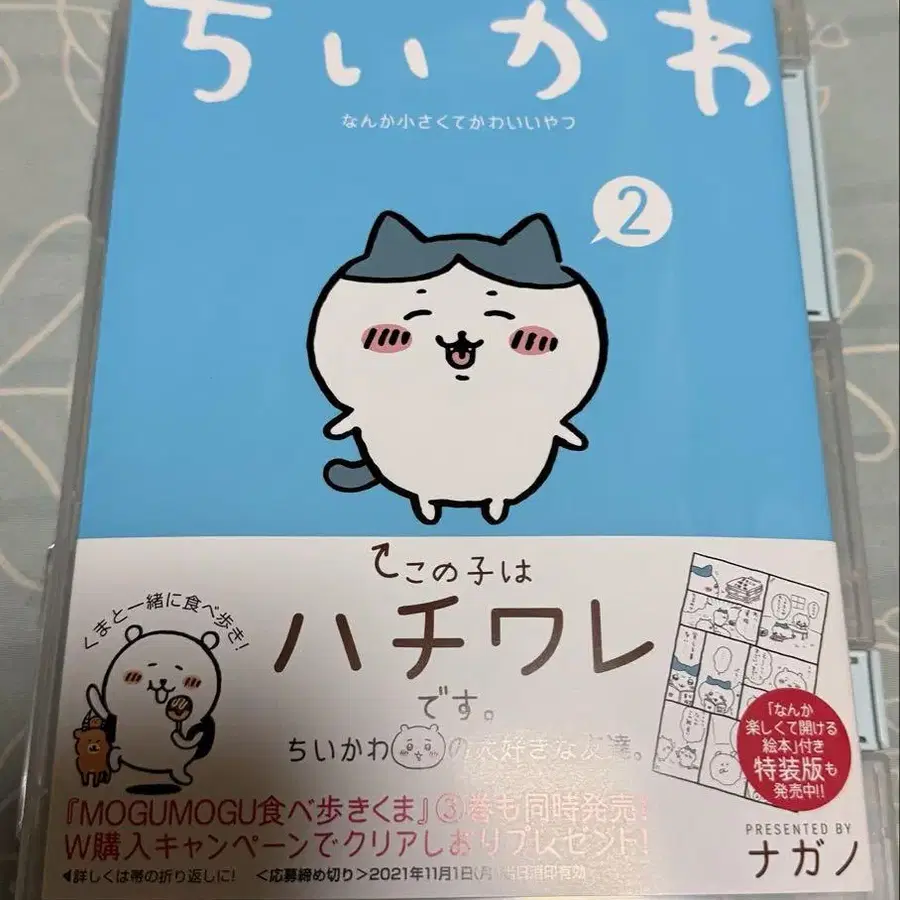 ちいかわ
なんか小さくてかわいいやつ
2
この子は
ハチワレ
です。
ちいかわ の大好きな友達。
くまと一緒に食べ歩き!
「なんか
楽しくて開ける
絵本」付き
特装版も
発売中!!
『MOGUMOGU食べ歩きくま』③巻も同時発売!
W購入キャンペーンでクリアしおりプレゼント!
◀詳しくは帯の折り返しに! <応募締め切り>2021年11月1日(月)当日消印有効
PRESENTED BY
ナガノ